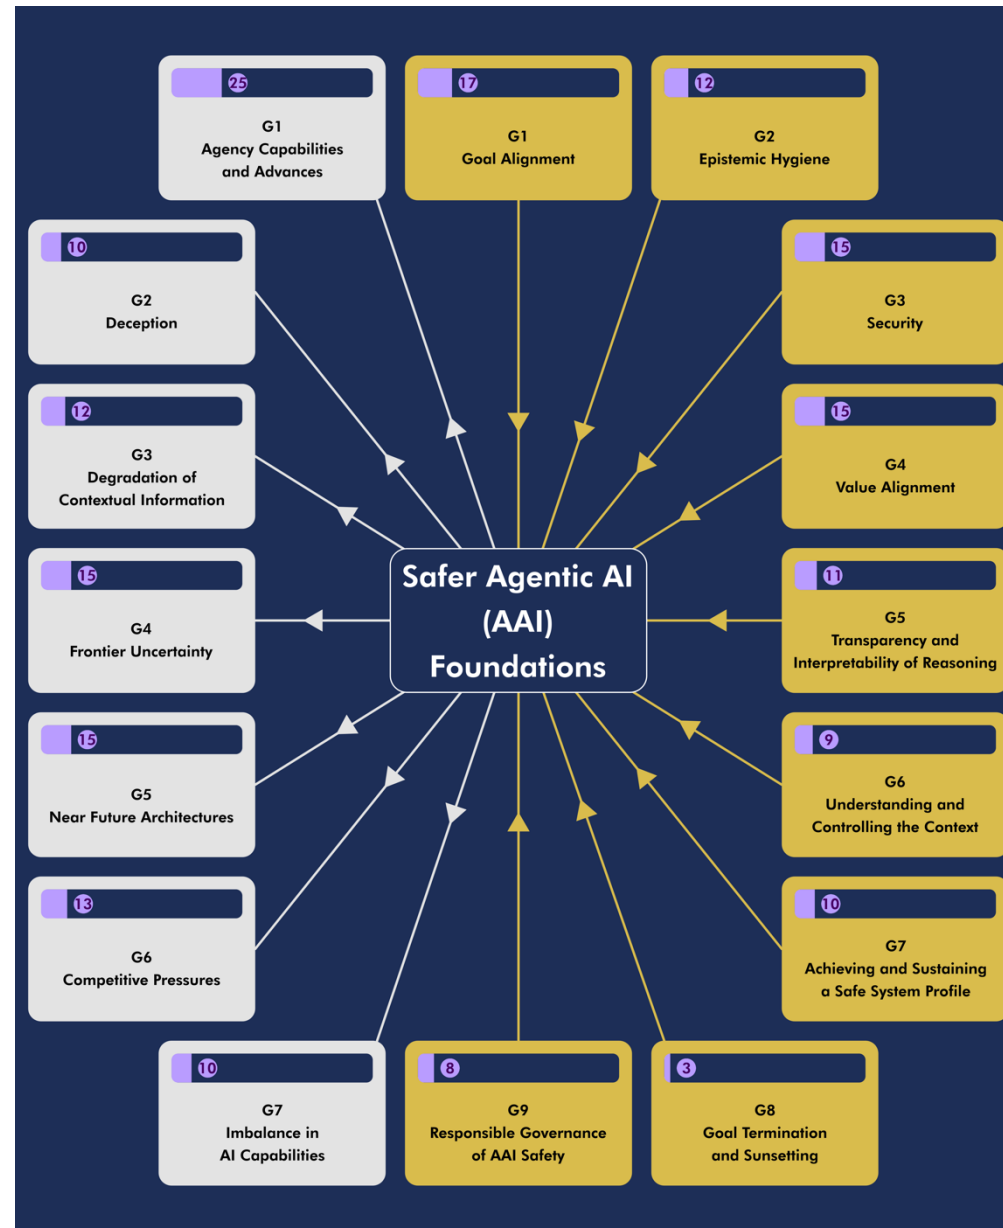 25
G1
Agency Capabilities
and Advances
17
G1
Goal Alignment
12
G2
Epistemic Hygiene
10
G2
Deception
15
G3
Security
12
G3
Degradation of
Contextual Information
15
G4
Value Alignment
15
G4
Frontier Uncertainty
Safer Agentic AI
(AAI)
Foundations
11
G5
Transparency and
Interpretability of Reasoning
15
G5
Near Future Architectures
9
G6
Understanding and
Controlling the Context
13
G6
Competitive Pressures
10
G7
Achieving and Sustaining
a Safe System Profile
10
G7
Imbalance in
AI Capabilities
8
G9
Responsible Governance
of AAI Safety
3
G8
Goal Termination
and Sunsetting